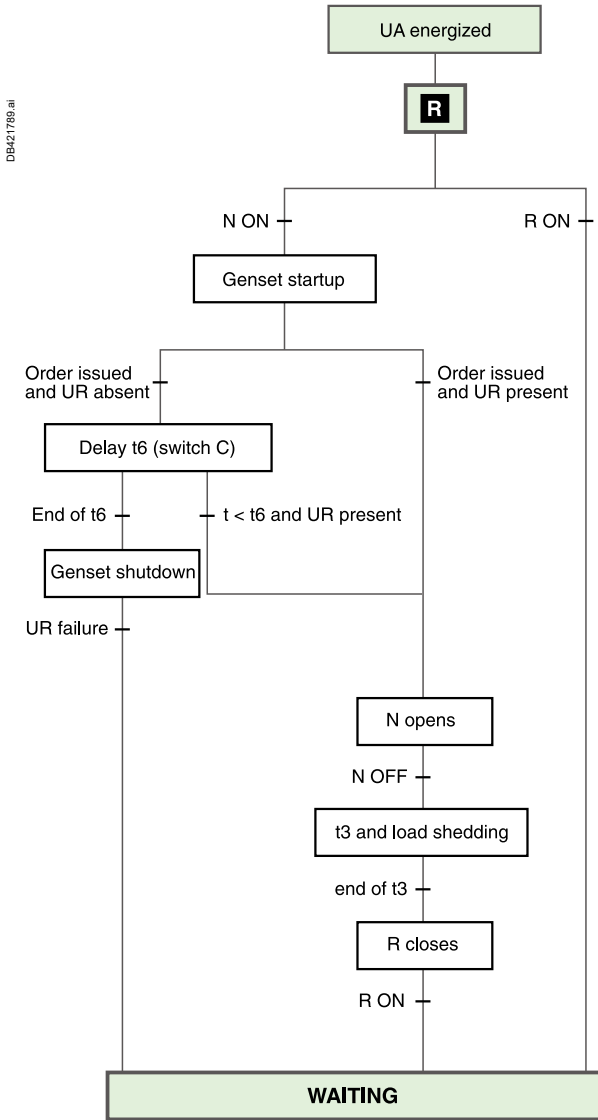 UA energized
DB421789.ai
R
N ON
R ON
Genset startup
Order issued
and UR absent
Order issued
and UR present
Delay t6 (switch C)
End of t6
t < t6 and UR present
Genset shutdown
UR failure
N opens
N OFF
t3 and load shedding
end of t3
R closes
R ON
WAITING